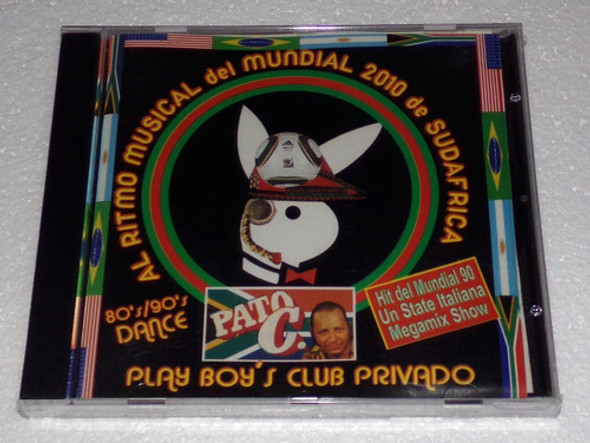 AL RITMO MUSICAL del MUNDIAL 2010 de SUDAFRICA
80's/90's
DANCE
PATO
C.
Hit del Mundial 90
Un State Italiana
Megamix Show
PLAY BOY'S CLUB PRIVADO